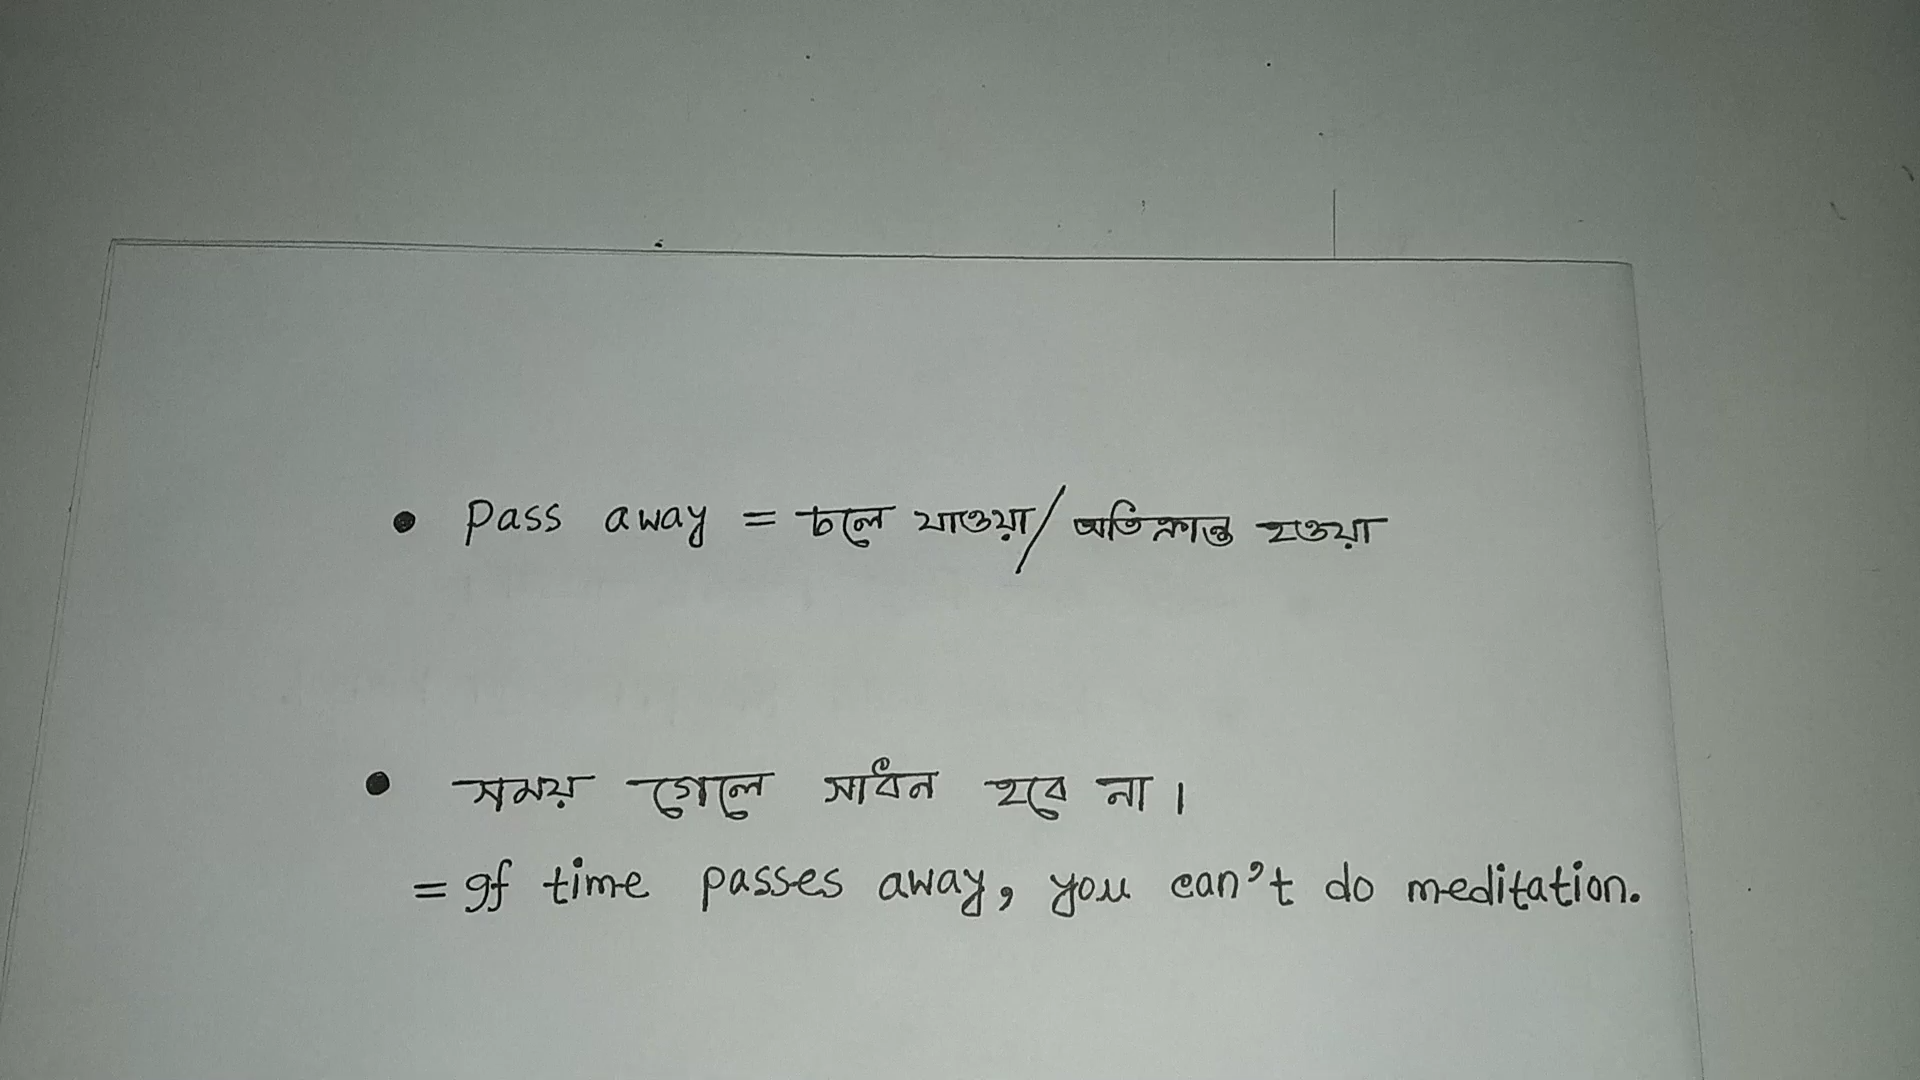 • Pass away = চলে যাওয়া/অতিক্রান্ত হওয়া
• সময় গেলে সাধন হবে না।
= If time passes away, you can't do meditation.